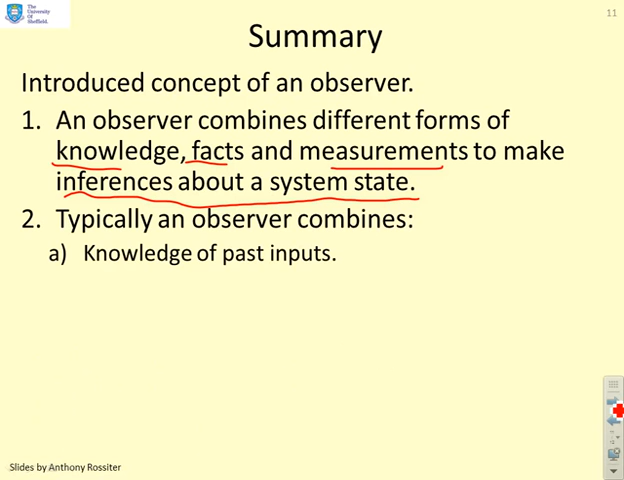 The
University
Of
Sheffield.
11
Summary
Introduced concept of an observer.
1. An observer combines different forms of
knowledge, facts and measurements to make
inferences about a system state.
2. Typically an observer combines:
a) Knowledge of past inputs.
Slides by Anthony Rossiter